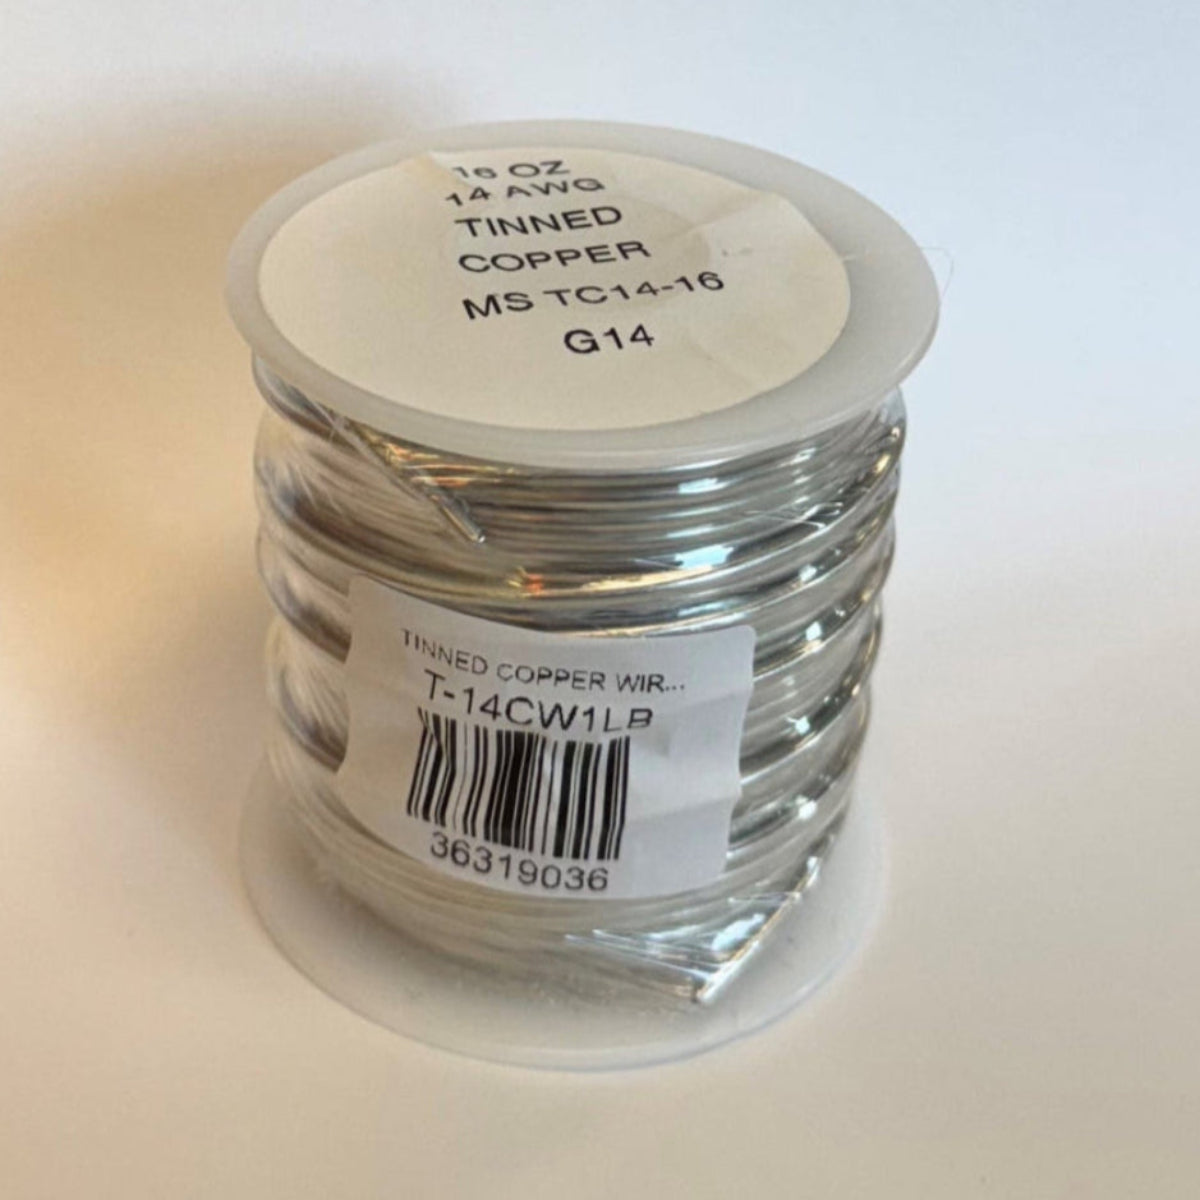 16 OZ
14 AWG
TINNED
COPPER
MS TC14-16
G14
TINNED COPPER WIR...
T-14CW1LB
36319036